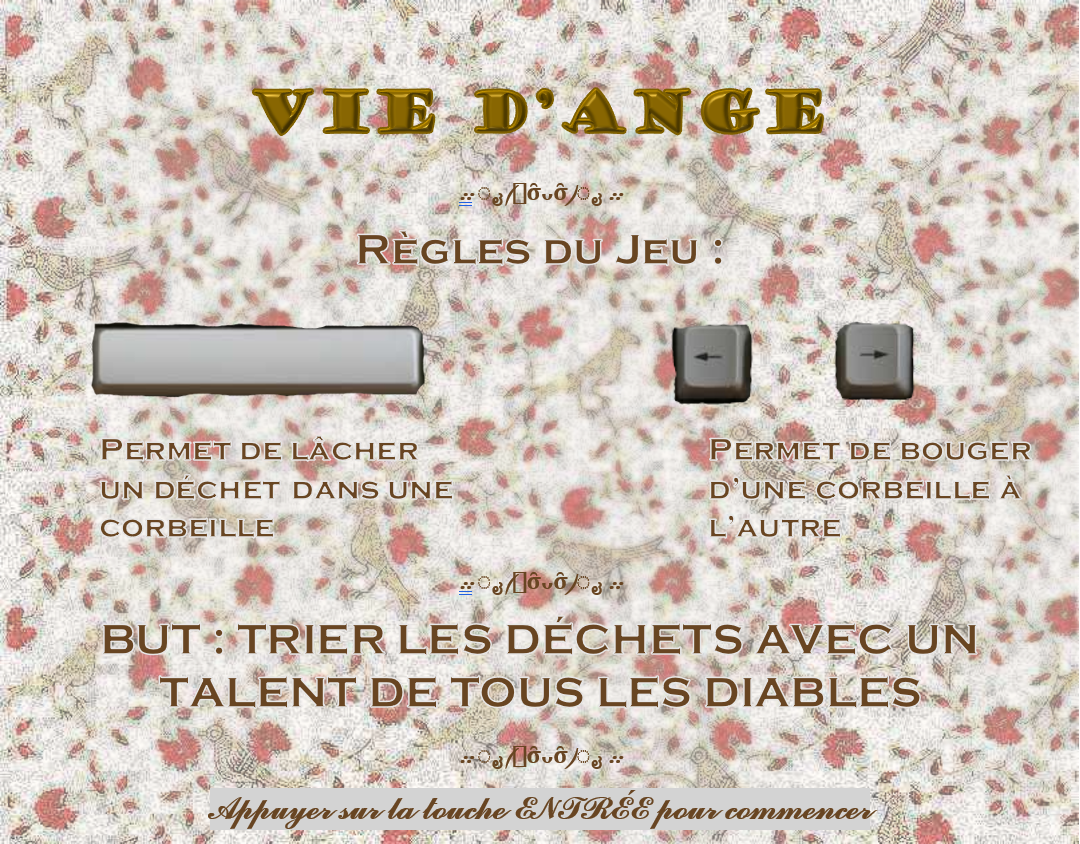 VIE D'ANGE
RÈGLES DU JEU :
PERMET DE LÂCHER
UN DÉCHET DANS UNE
CORBEILLE
PERMET DE BOUGER
D'UNE CORBEILLE À
L'AUTRE
BUT : TRIER LES DÉCHETS AVEC UN
TALENT DE TOUS LES DIABLES
Appuyer sur la touche ENTRÉE pour commencer